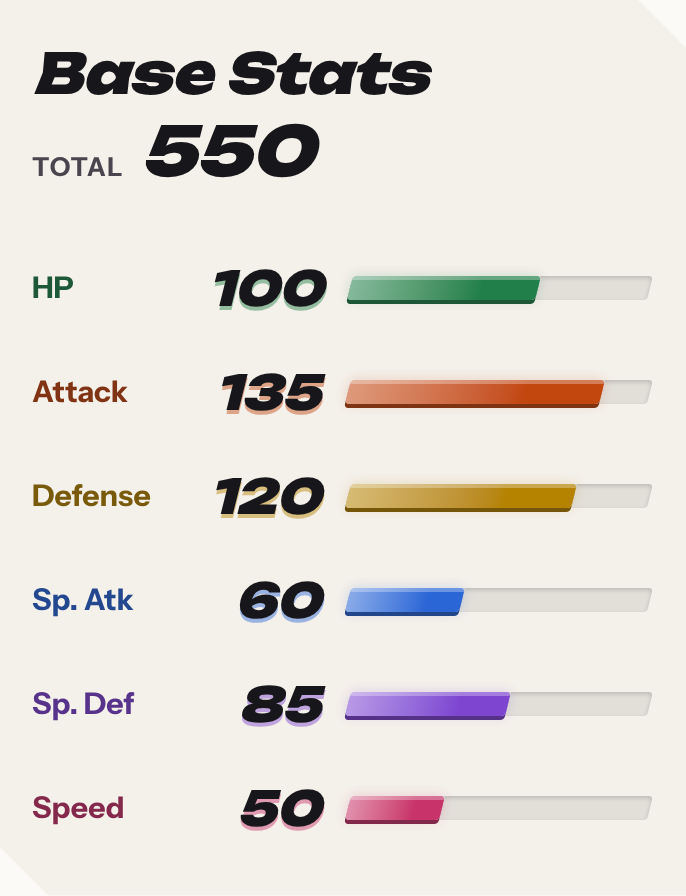 Base Stats
TOTAL 550
HP 100
Attack 135
Defense 120
Sp. Atk 60
Sp. Def 85
Speed 50